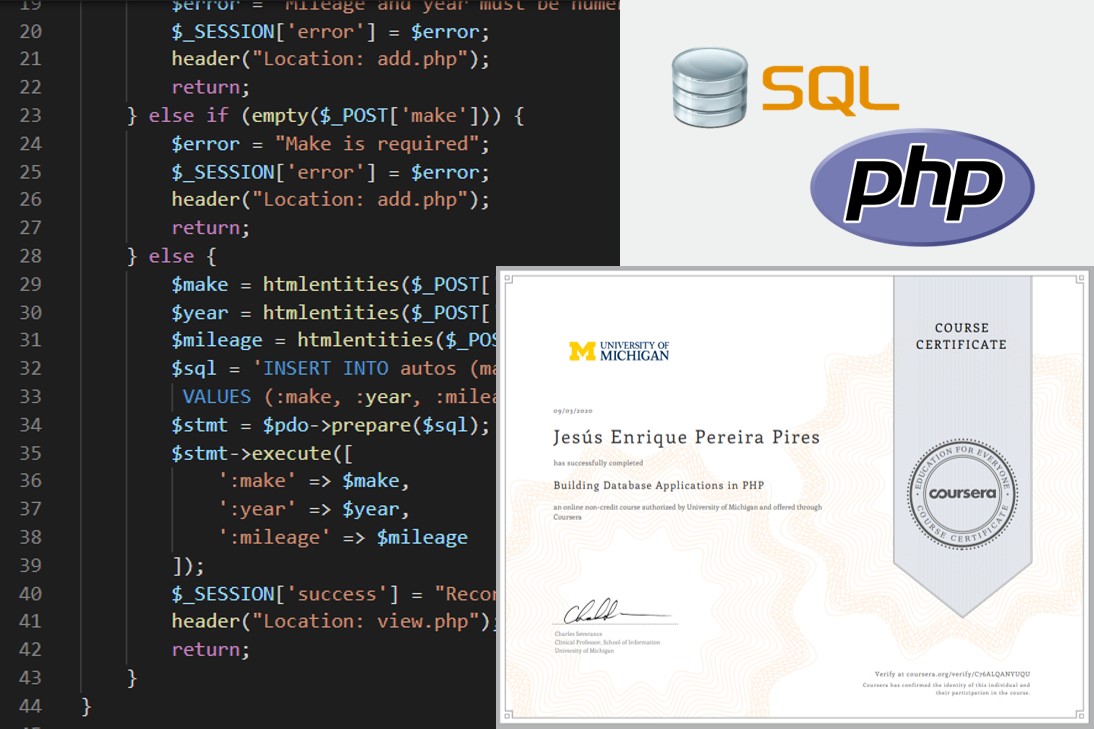 19 $error = "Mileage and year must be numer
20 $_SESSION['error'] = $error;
21 header("Location: add.php");
22 return;
23 } else if (empty($_POST['make'])) {
24 $error = "Make is required";
25 $_SESSION['error'] = $error;
26 header("Location: add.php");
27 return;
28 } else {
29 $make = htmlentities($_POST['
30 $year = htmlentities($_POST['
31 $mileage = htmlentities($_POS
32 $sql = 'INSERT INTO autos (ma
33 VALUES (:make, :year, :milea
34 $stmt = $pdo->prepare($sql);
35 $stmt->execute([
36 ':make' => $make,
37 ':year' => $year,
38 ':mileage' => $mileage
39 ]);
40 $_SESSION['success'] = "Recor
41 header("Location: view.php");
42 return;
43 }
44 }
SQL
php
UNIVERSITY OF
MICHIGAN
09/03/2020
Jesús Enrique Pereira Pires
has successfully completed
Building Database Applications in PHP
an online non-credit course authorized by University of Michigan and offered through
Coursera
Charles Severance
Clinical Professor, School of Information
University of Michigan
COURSE
CERTIFICATE
EDUCATION FOR EVERYONE
coursera
COURSE CERTIFICATE
Verify at coursera.org/verify/C76ALQANYUQU
Coursera has confirmed the identity of this individual and
their participation in the course.